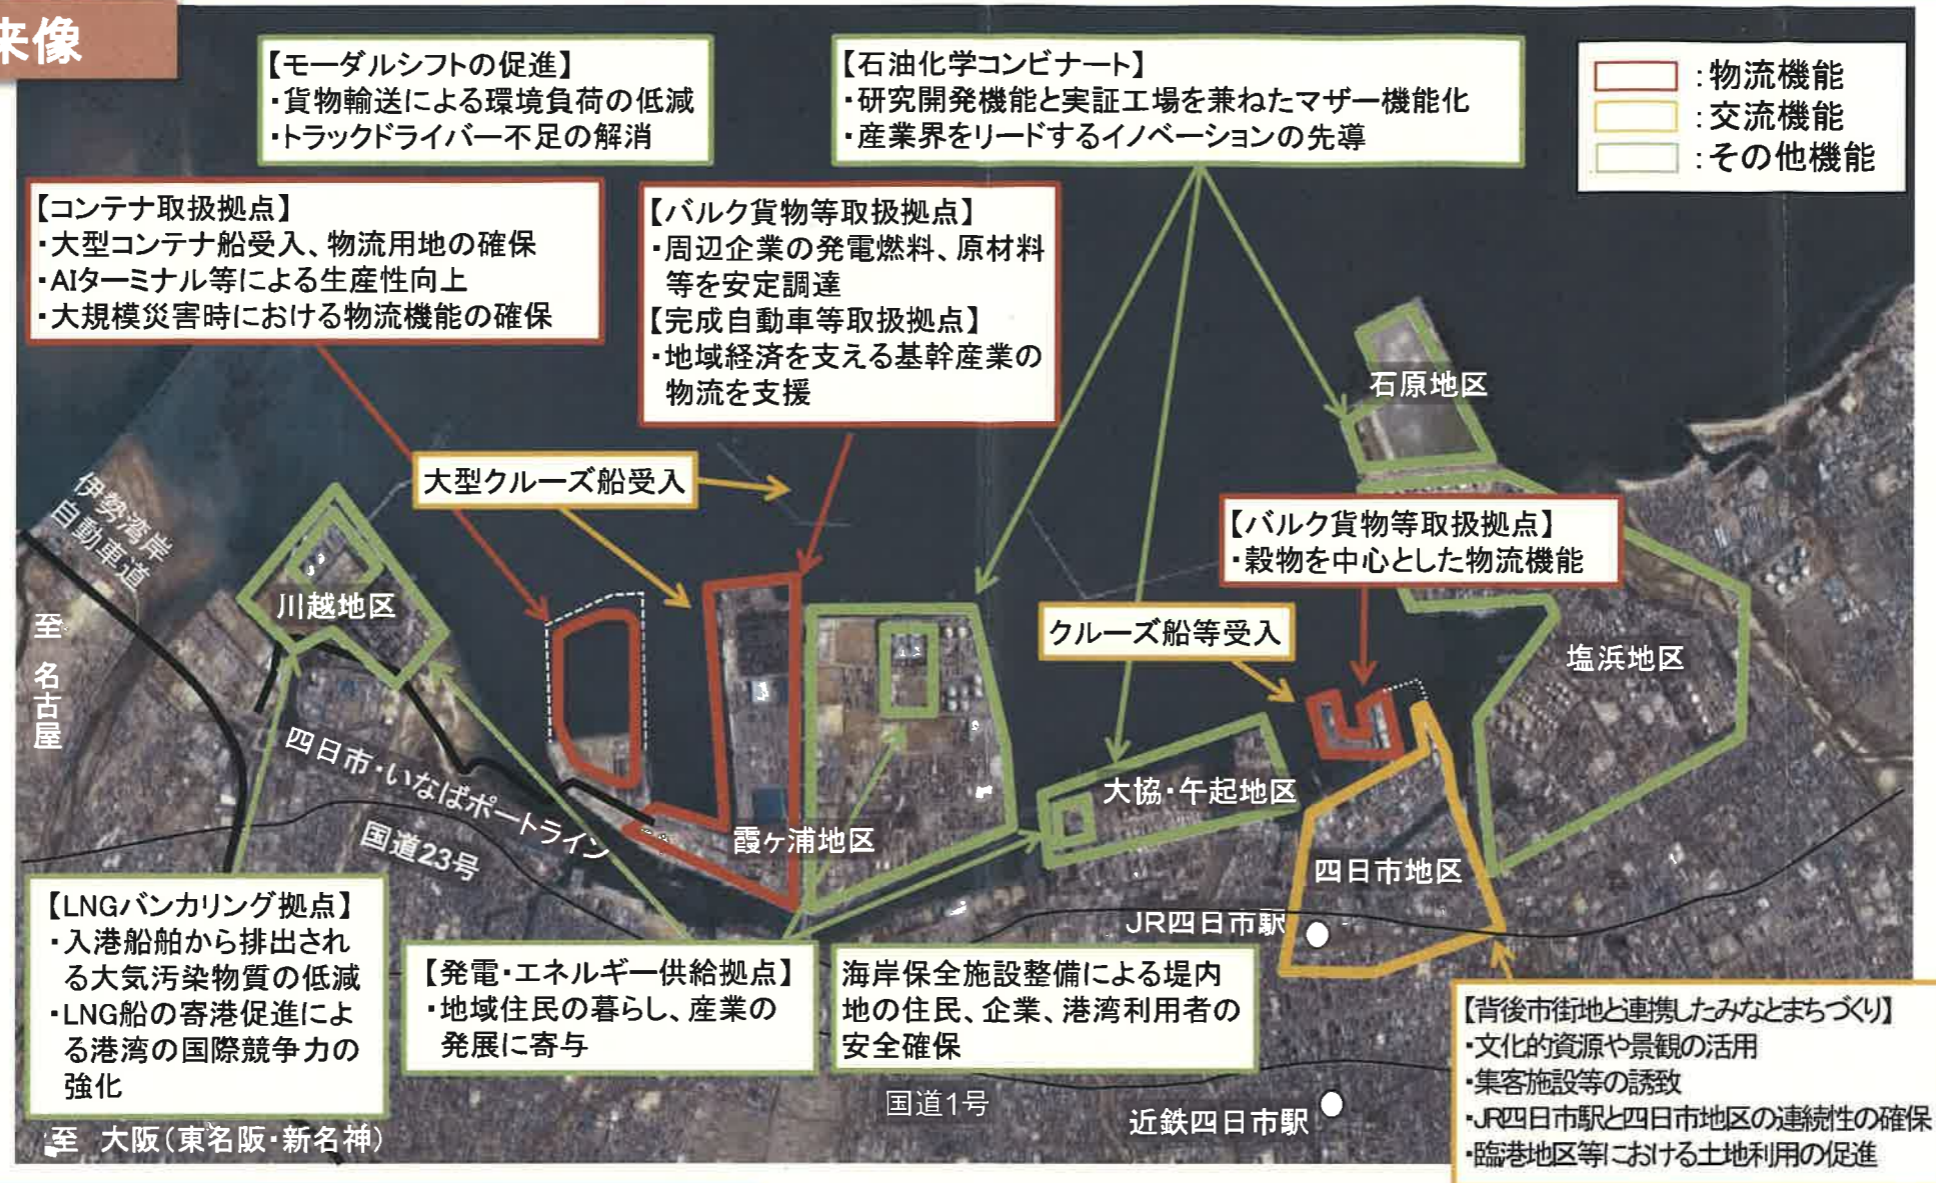 来像
【モーダルシフトの促進】
・貨物輸送による環境負荷の低減
・トラックドライバー不足の解消
【石油化学コンビナート】
・研究開発機能と実証工場を兼ねたマザー機能化
・産業界をリードするイノベーションの先導
：物流機能
：交流機能
：その他機能
【コンテナ取扱拠点】
・大型コンテナ船受入、物流用地の確保
・AIターミナル等による生産性向上
・大規模災害時における物流機能の確保
【バルク貨物等取扱拠点】
・周辺企業の発電燃料、原材料
等を安定調達
【完成自動車等取扱拠点】
・地域経済を支える基幹産業の
物流を支援
石原地区
大型クルーズ船受入
伊勢湾岸
自動車道
【バルク貨物等取扱拠点】
・穀物を中心とした物流機能
川越地区
至 名古屋
クルーズ船等受入
塩浜地区
四日市・いなばポートライン
国道23号
霞ヶ浦地区
大協・午起地区
四日市地区
JR四日市駅
【LNGバンカリング拠点】
・入港船舶から排出され
る大気汚染物質の低減
・LNG船の寄港促進によ
る港湾の国際競争力の
強化
【発電・エネルギー供給拠点】
・地域住民の暮らし、産業の
発展に寄与
海岸保全施設整備による堤内
地の住民、企業、港湾利用者の
安全確保
【背後市街地と連携したみなとまちづくり】
・文化的資源や景観の活用
・集客施設等の誘致
・JR四日市駅と四日市地区の連続性の確保
・臨港地区等における土地利用の促進
国道1号
近鉄四日市駅
至 大阪（東名阪・新名神）